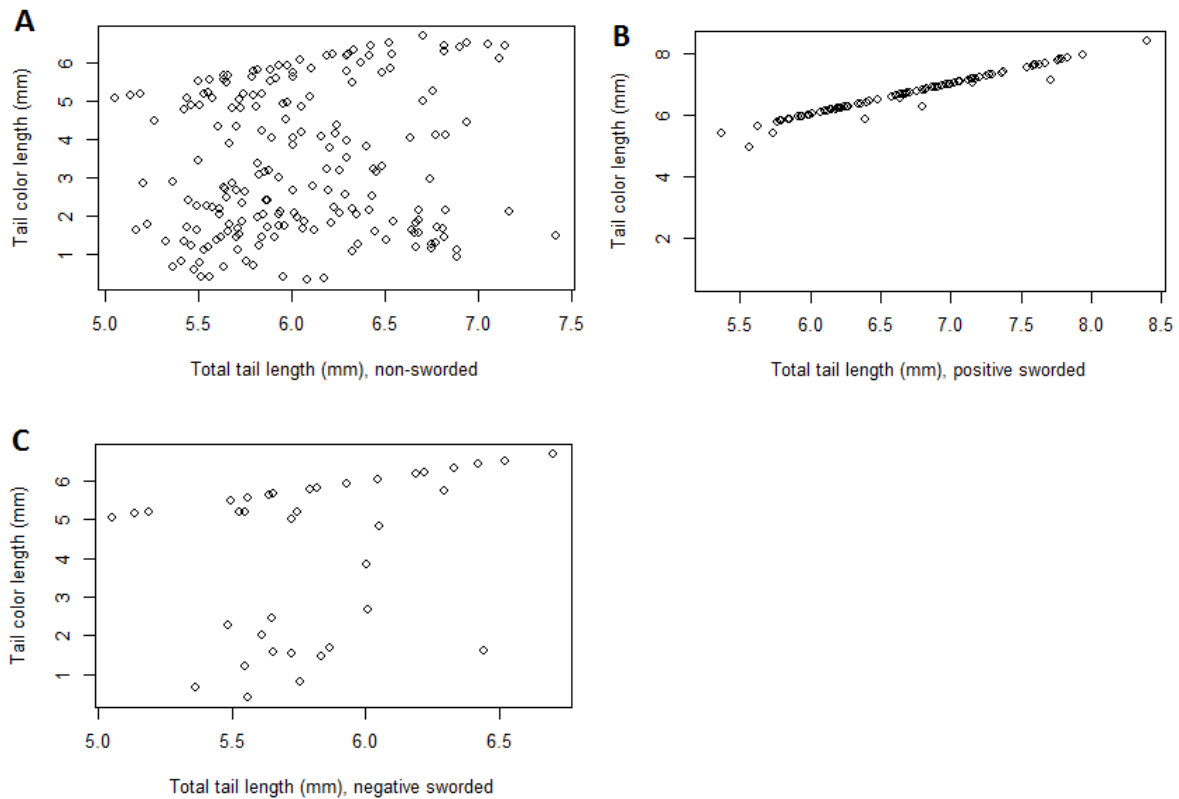 A
Tail color length (mm)
6
5
4
3
2
1
5.0 5.5 6.0 6.5 7.0 7.5
Total tail length (mm), non-sworded
B
Tail color length (mm)
8
6
4
2
5.5 6.0 6.5 7.0 7.5 8.0 8.5
Total tail length (mm), positive sworded
C
Tail color length (mm)
6
5
4
3
2
1
5.0 5.5 6.0 6.5
Total tail length (mm), negative sworded